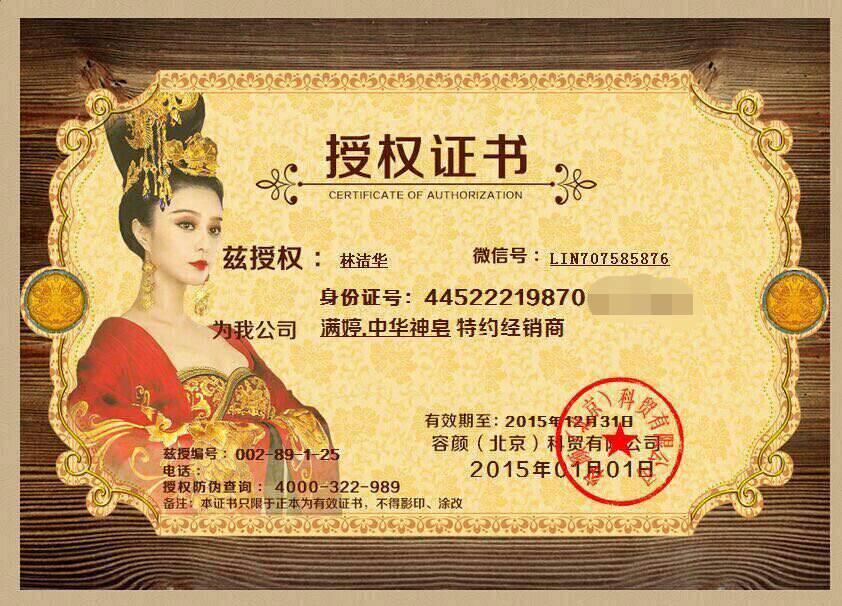 授权证书
CERTIFICATE OF AUTHORIZATION
兹授权： 林洁华 微信号： LIN707585876
身份证号：44522219870
为我公司 满婷.中华神皂 特约经销商
有效期至：2015年12月31日
容颜（北京）科贸有限公司
2015年01月01日
容颜（北京）科贸有限公司
兹授编号：002-89-1-25
电话：
授权防伪查询：4000-322-989
备注：本证书只限于正本为有效证书，不得影印、涂改